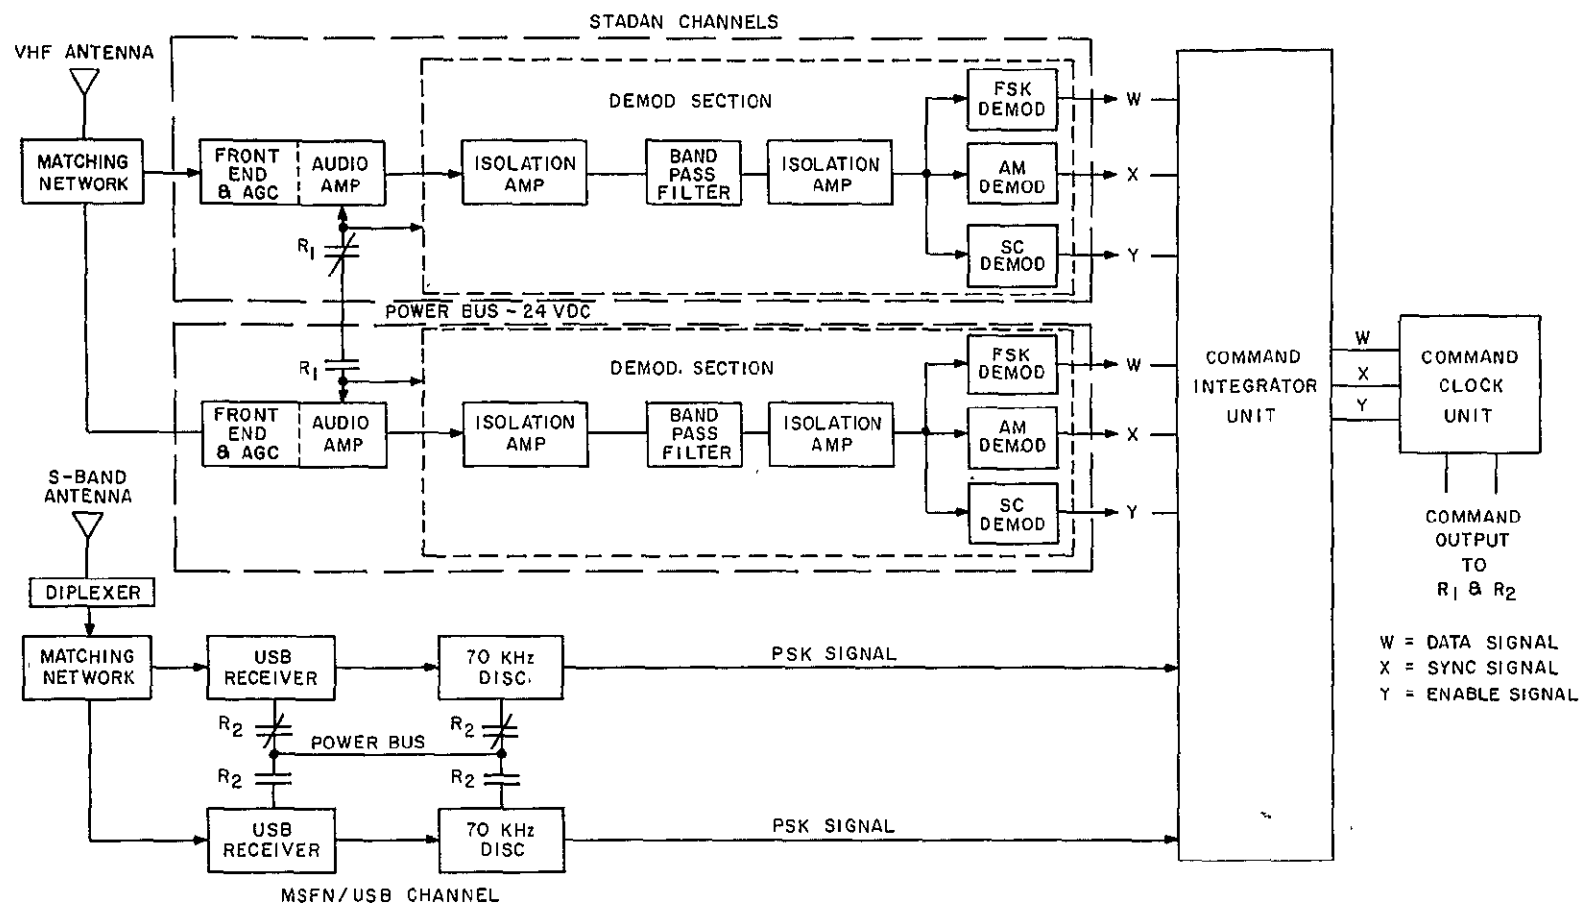 STADAN CHANNELS
VHF ANTENNA
MATCHING
NETWORK
FRONT
END
& AGC
AUDIO
AMP
DEMOD SECTION
ISOLATION
AMP
BAND
PASS
FILTER
ISOLATION
AMP
FSK
DEMOD
AM
DEMOD
SC
DEMOD
W
X
Y
R1
POWER BUS - 24 VDC
R1
FRONT
END
& AGC
AUDIO
AMP
DEMOD. SECTION
ISOLATION
AMP
BAND
PASS
FILTER
ISOLATION
AMP
FSK
DEMOD
AM
DEMOD
SC
DEMOD
W
X
Y
COMMAND
INTEGRATOR
UNIT
W
X
Y
COMMAND
CLOCK
UNIT
COMMAND
OUTPUT
TO
R1 & R2
S-BAND
ANTENNA
DIPLEXER
MATCHING
NETWORK
USB
RECEIVER
70 KHz
DISC.
PSK SIGNAL
R2
R2
POWER BUS
R2
R2
USB
RECEIVER
70 KHz
DISC
PSK SIGNAL
MSFN/USB CHANNEL
W = DATA SIGNAL
X = SYNC SIGNAL
Y = ENABLE SIGNAL